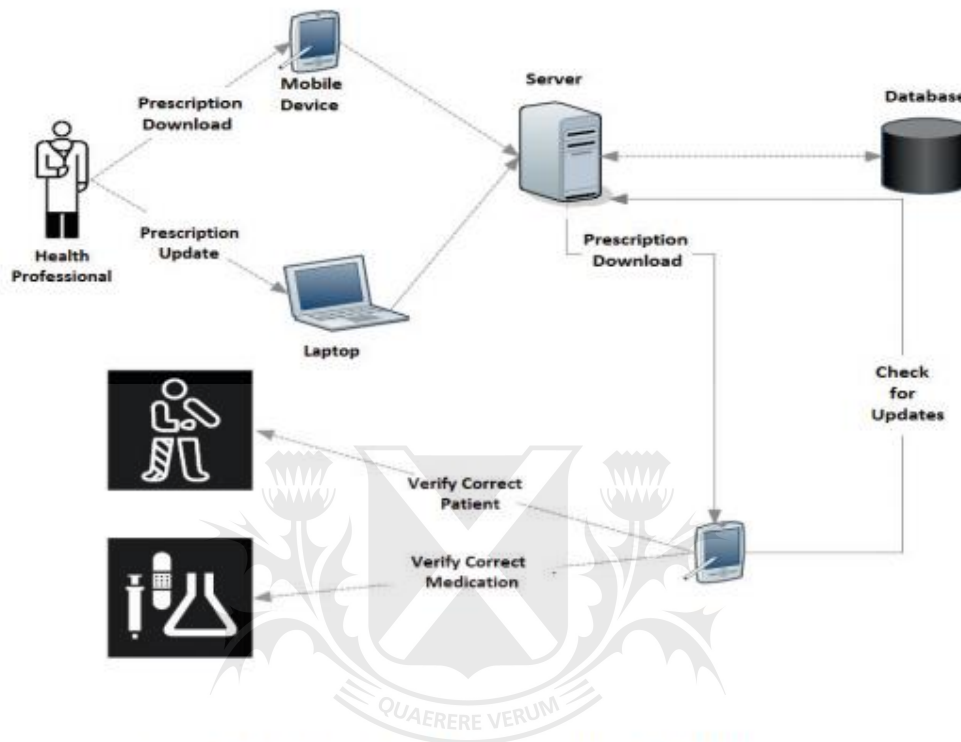 Mobile
Device
Server
Database
Prescription
Download
Health
Professional
Prescription
Update
Laptop
Prescription
Download
Check
for
Updates
Verify Correct
Patient
Verify Correct
Medication
QUAERERE VERUM